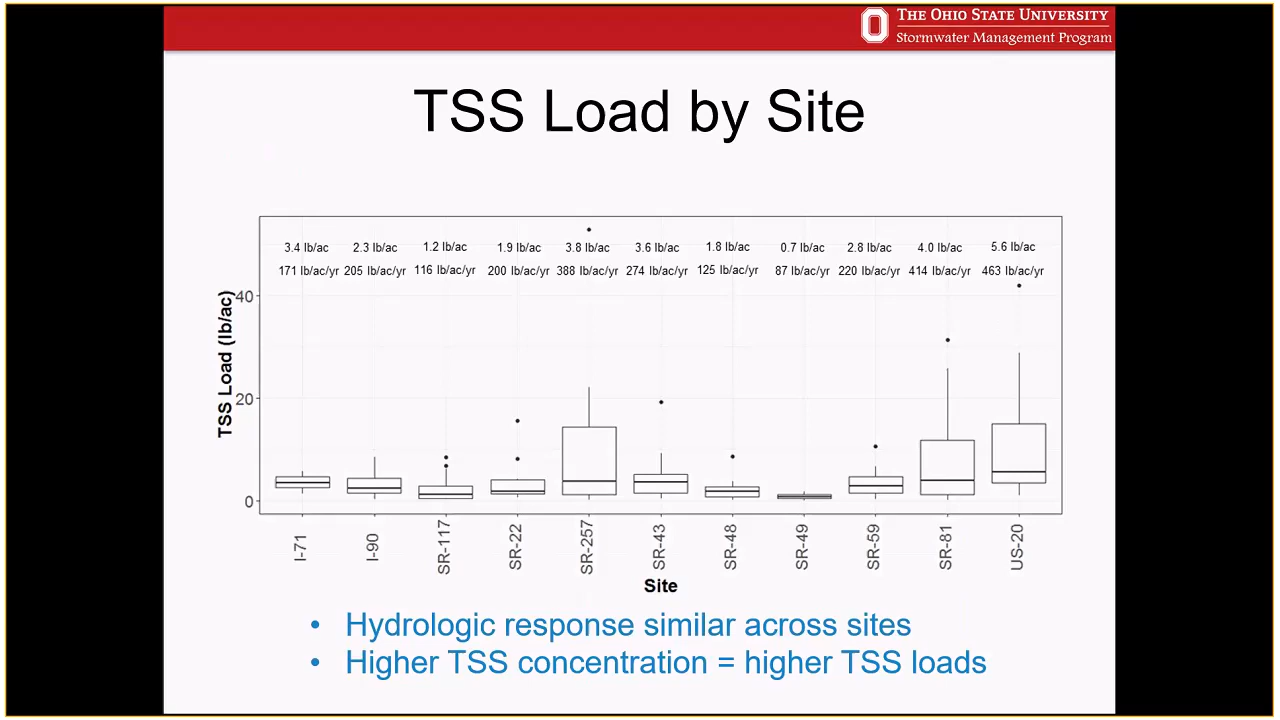 THE OHIO STATE UNIVERSITY
Stormwater Management Program
TSS Load by Site
3.4 lb/ac 2.3 lb/ac 1.2 lb/ac 1.9 lb/ac 3.8 lb/ac 3.6 lb/ac 1.8 lb/ac 0.7 lb/ac 2.8 lb/ac 4.0 lb/ac 5.6 lb/ac
171 lb/ac/yr 205 lb/ac/yr 116 lb/ac/yr 200 lb/ac/yr 388 lb/ac/yr 274 lb/ac/yr 125 lb/ac/yr 87 lb/ac/yr 220 lb/ac/yr 414 lb/ac/yr 463 lb/ac/yr
TSS Load (lb/ac)
40
20
0
I-71 I-90 SR-117 SR-22 SR-257 SR-43 SR-48 SR-49 SR-59 SR-81 US-20
Site
• Hydrologic response similar across sites
• Higher TSS concentration = higher TSS loads